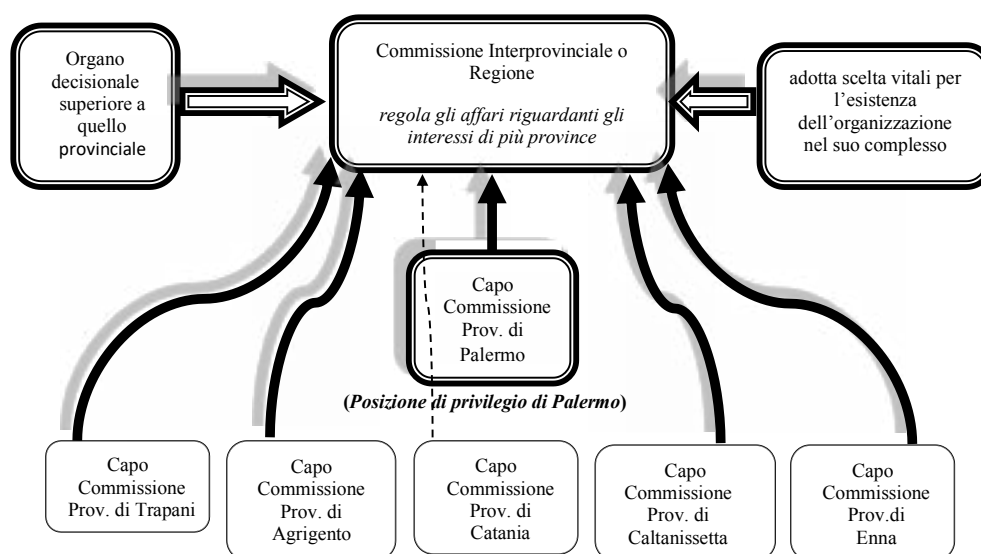 Organo
decisionale
superiore a
quello
provinciale
Commissione Interprovinciale o
Regione
regola gli affari riguardanti gli
interessi di più province
adotta scelta vitali per
l'esistenza
dell'organizzazione
nel suo complesso
Capo
Commissione
Prov. di
Palermo
(Posizione di privilegio di Palermo)
Capo
Commissione
Prov. di Trapani
Capo
Commissione
Prov. di
Agrigento
Capo
Commissione
Prov. di
Catania
Capo
Commissione
Prov. di
Caltanissetta
Capo
Commissione
Prov.di
Enna